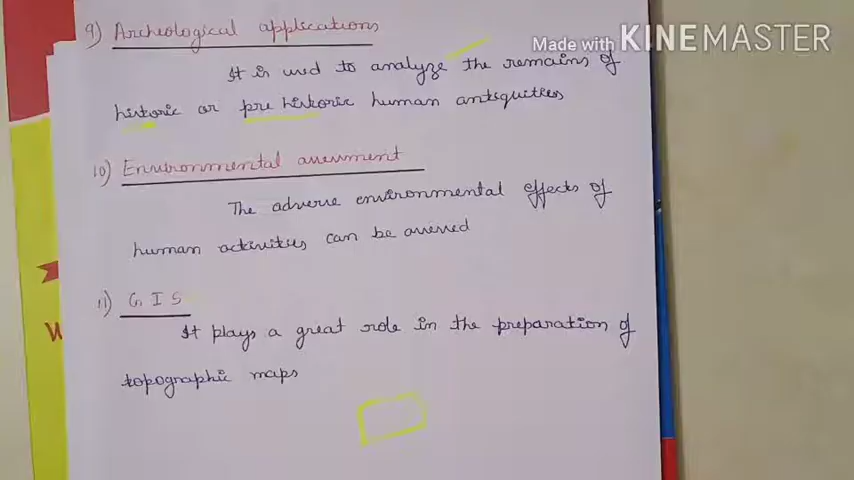 9) Archeological applications
Made with KINEMASTER
It is used to analyze the remains of
historic or pre historic human antiquities
10) Environmental assessment
The adverse environmental effects of
human activities can be assessed
11) G I S
It plays a great role in the preparation of
topographic maps
W